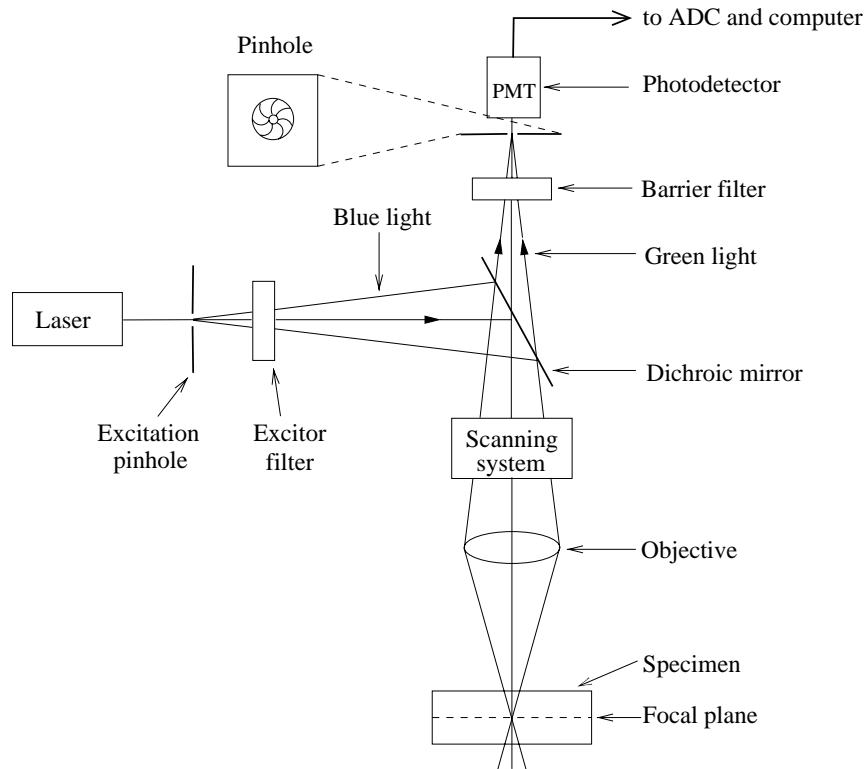 to ADC and computer
Pinhole
PMT
Photodetector
Barrier filter
Blue light
Green light
Laser
Dichroic mirror
Excitation
pinhole
Excitor
filter
Scanning
system
Objective
Specimen
Focal plane